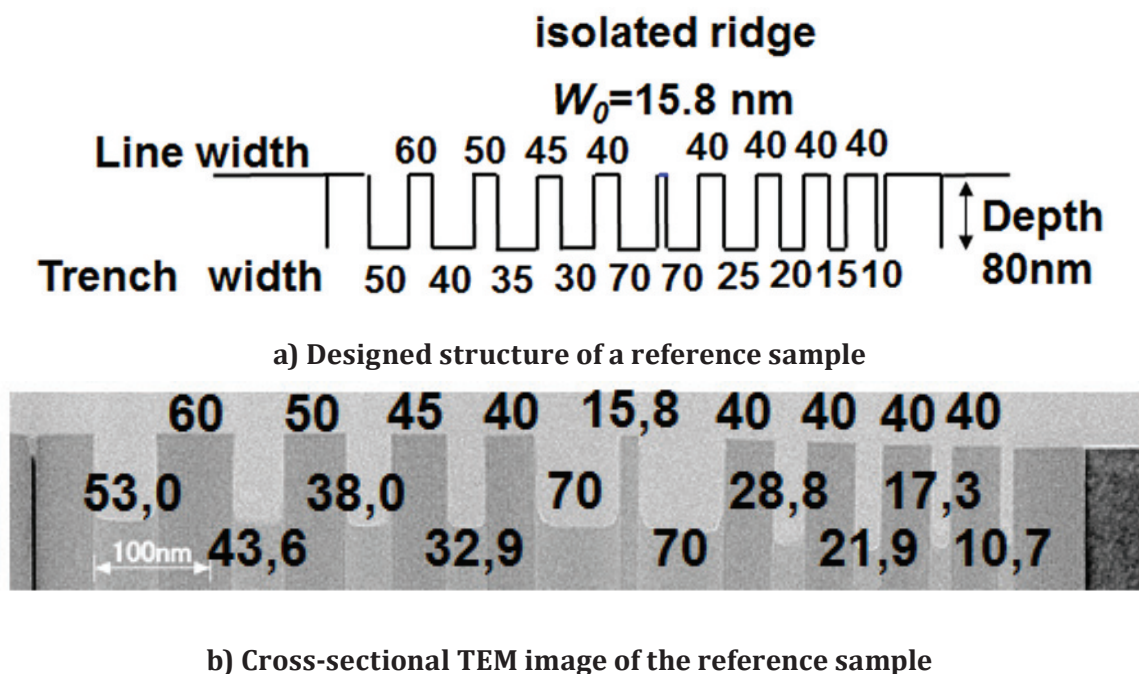 isolated ridge
W0=15.8 nm
Line width 60 50 45 40 40 40 40 40
Depth
80nm
Trench width 50 40 35 30 70 70 25 20 15 10
a) Designed structure of a reference sample
60 50 45 40 15,8 40 40 40 40
53,0 38,0 70 28,8 17,3
100nm 43,6 32,9 70 21,9 10,7
b) Cross-sectional TEM image of the reference sample